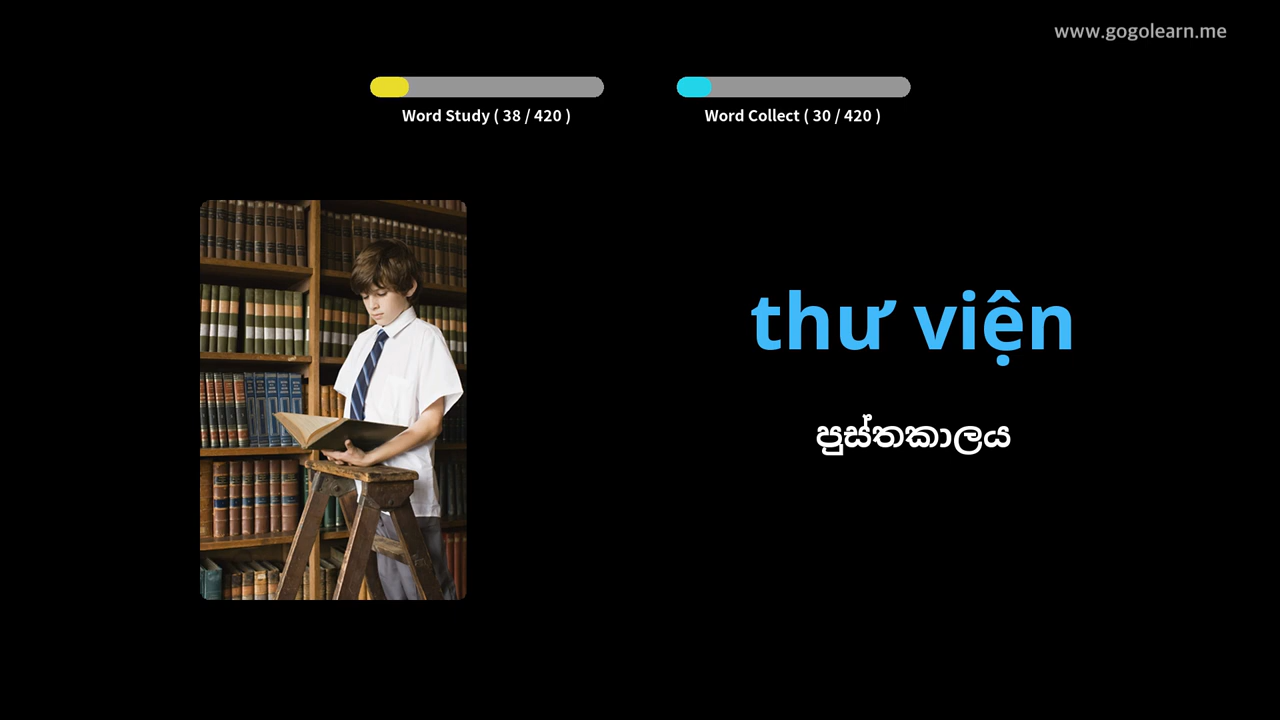 www.gogolearn.me
Word Study ( 38 / 420 )
Word Collect ( 30 / 420 )
thư viện
පුස්තකාලය